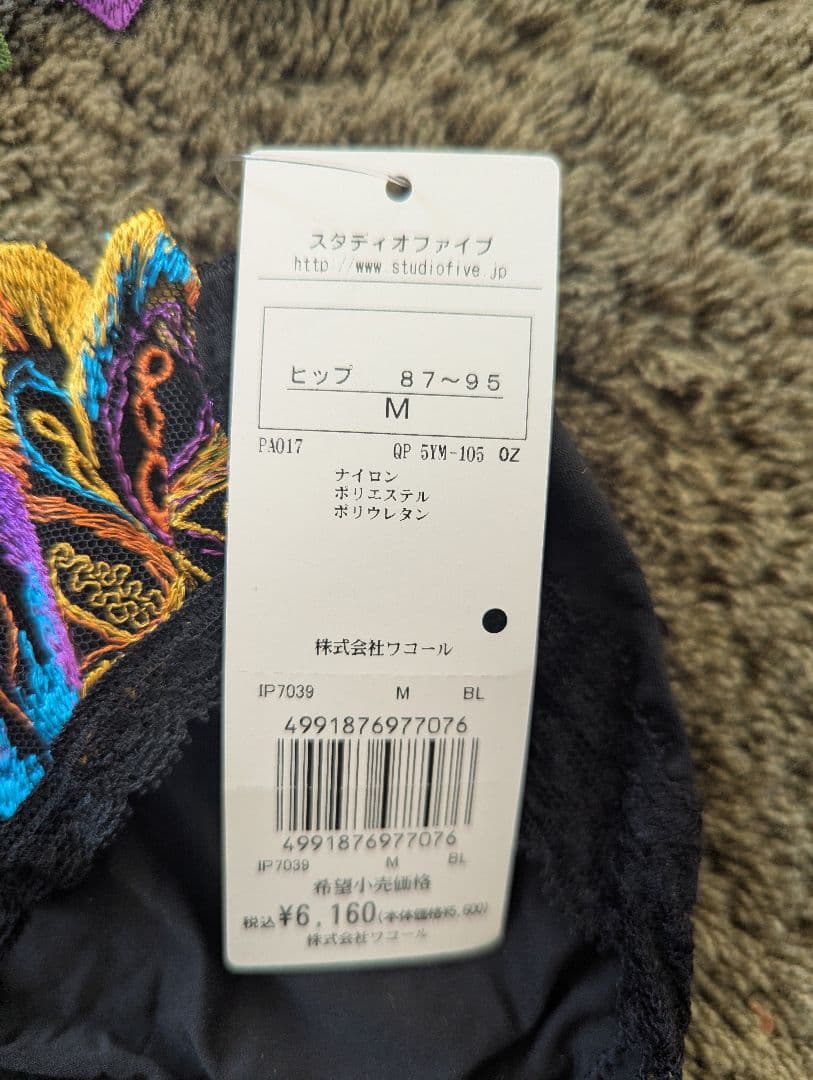 スタディオファイブ
http://www.studiofive.jp
ヒップ 87～95
M
PA017 QP 5YM-105 OZ
ナイロン
ポリエステル
ポリウレタン
株式会社ワコール
IP7039 M BL
4991876977076
4991876977076
IP7039 M BL
希望小売価格
税込¥6,160(本体価格¥5,600)
株式会社ワコール